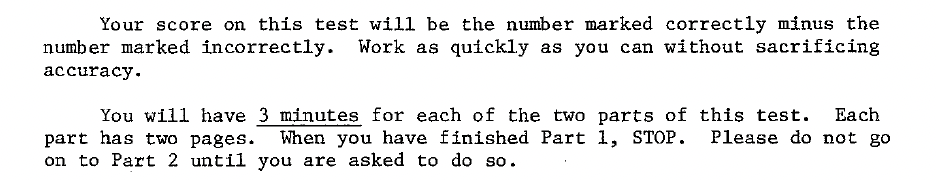 Your score on this test will be the number marked correctly minus the
number marked incorrectly. Work as quickly as you can without sacrificing
accuracy.
You will have 3 minutes for each of the two parts of this test. Each
part has two pages. When you have finished Part 1, STOP. Please do not go
on to Part 2 until you are asked to do so.